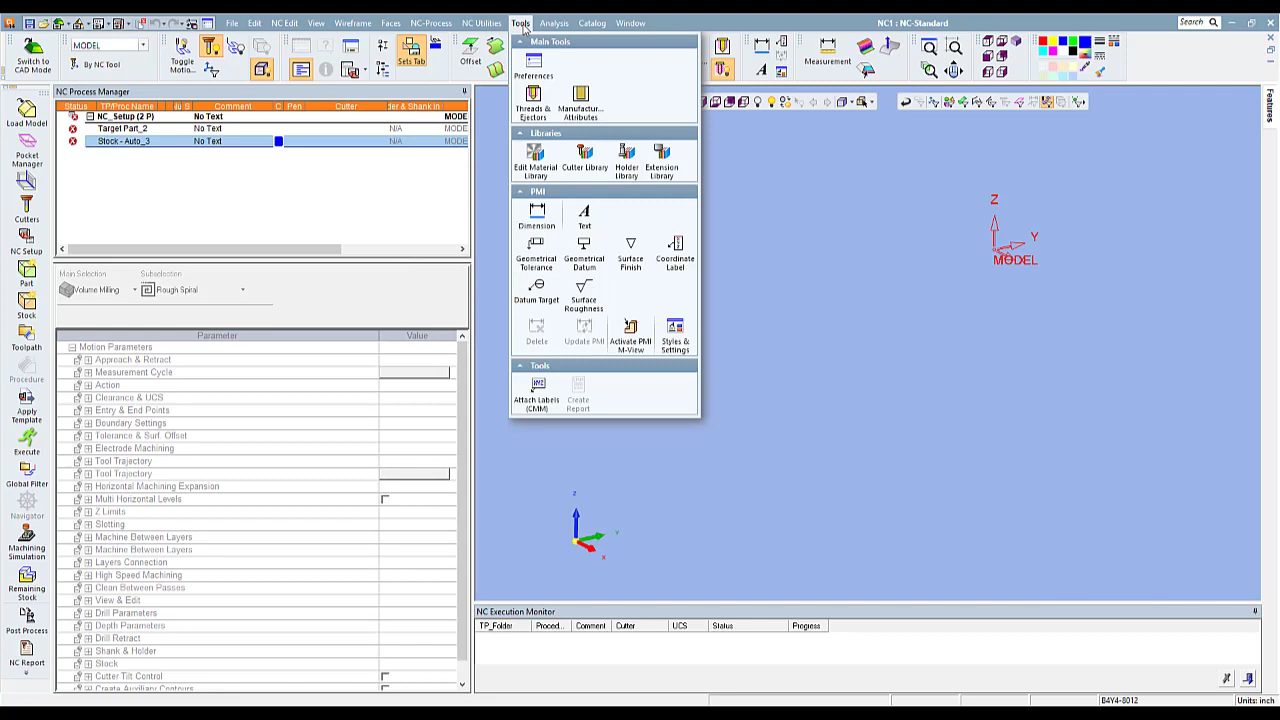 File Edit NC Edit View Wireframe Faces NC-Process NC Utilities Tools Analysis Catalog Window NC1 : NC-Standard Search
Switch to CAD Mode
MODEL
By NC Tool
Toggle Motion...
Sets Tab
Offset
Measurement
NC Process Manager
Status TP/Proc Name Comment C Pen Cutter
NC_Setup (2 P) No Text MODE
Target Part_2 No Text N/A MODE
Stock - Auto_3 No Text N/A MODE
Load Model
Pocket Manager
Cutters
NC Setup
Part
Stock
Toolpath
Procedure
Apply Template
Execute
Global Filter
Navigator
Machining Simulation
Remaining Stock
Post Process
NC Report
Main Selection Subselection
Volume Milling Rough Spiral
Parameter Value
Motion Parameters
Approach & Retract
Measurement Cycle
Action
Clearance & UCS
Entry & End Points
Boundary Settings
Tolerance & Surf. Offset
Electrode Machining
Tool Trajectory
Tool Trajectory
Horizontal Machining Expansion
Multi Horizontal Levels
Z Limits
Slotting
Machine Between Layers
Machine Between Layers
Layers Connection
High Speed Machining
Clean Between Passes
View & Edit
Drill Parameters
Depth Parameters
Drill Retract
Shank & Holder
Stock
Cutter Tilt Control
Create Auxiliary Contours
Main Tools
Preferences
Threads & Ejectors
Manufactur... Attributes
Libraries
Edit Material Library
Cutter Library
Holder Library
Extension Library
PMI
Dimension
Text
Geometrical Tolerance
Geometrical Datum
Surface Finish
Coordinate Label
Datum Target
Surface Roughness
Delete
Update PMI
Activate PMI M-View
Styles & Settings
Tools
Attach Labels (CMM)
Create Report
Features
Z
Y
MODEL
Z
Y
X
NC Execution Monitor
TP_Folder Proced... Comment Cutter UCS Status Progress
B4Y4-8012 Units: inch